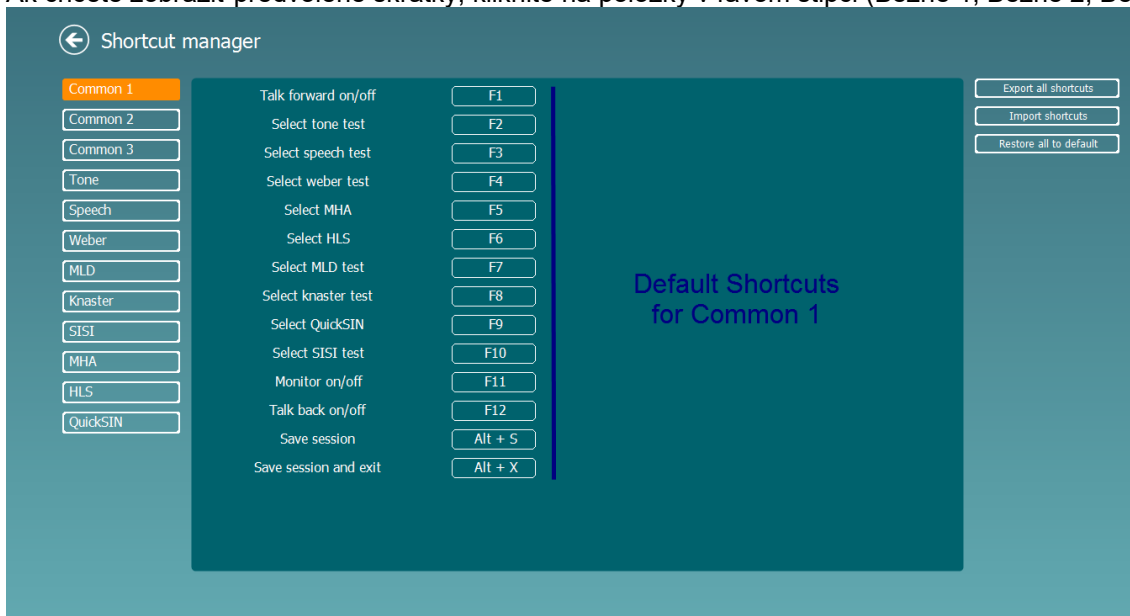 Shortcut manager
Common 1
Common 2
Common 3
Tone
Speech
Weber
MLD
Knaster
SISI
MHA
HLS
QuickSIN
Talk forward on/off F1
Select tone test F2
Select speech test F3
Select weber test F4
Select MHA F5
Select HLS F6
Select MLD test F7
Select knaster test F8
Select QuickSIN F9
Select SISI test F10
Monitor on/off F11
Talk back on/off F12
Save session Alt + S
Save session and exit Alt + X
Default Shortcuts
for Common 1
Export all shortcuts
Import shortcuts
Restore all to default